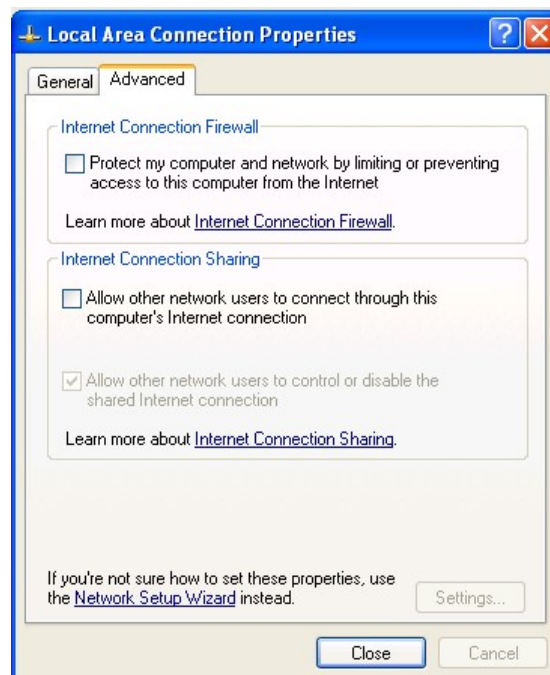 Local Area Connection Properties
General
Advanced
Internet Connection Firewall
Protect my computer and network by limiting or preventing
access to this computer from the Internet
Learn more about Internet Connection Firewall.
Internet Connection Sharing
Allow other network users to connect through this
computer's Internet connection
Allow other network users to control or disable the
shared Internet connection
Learn more about Internet Connection Sharing.
If you're not sure how to set these properties, use
the Network Setup Wizard instead.
Settings...
Close
Cancel